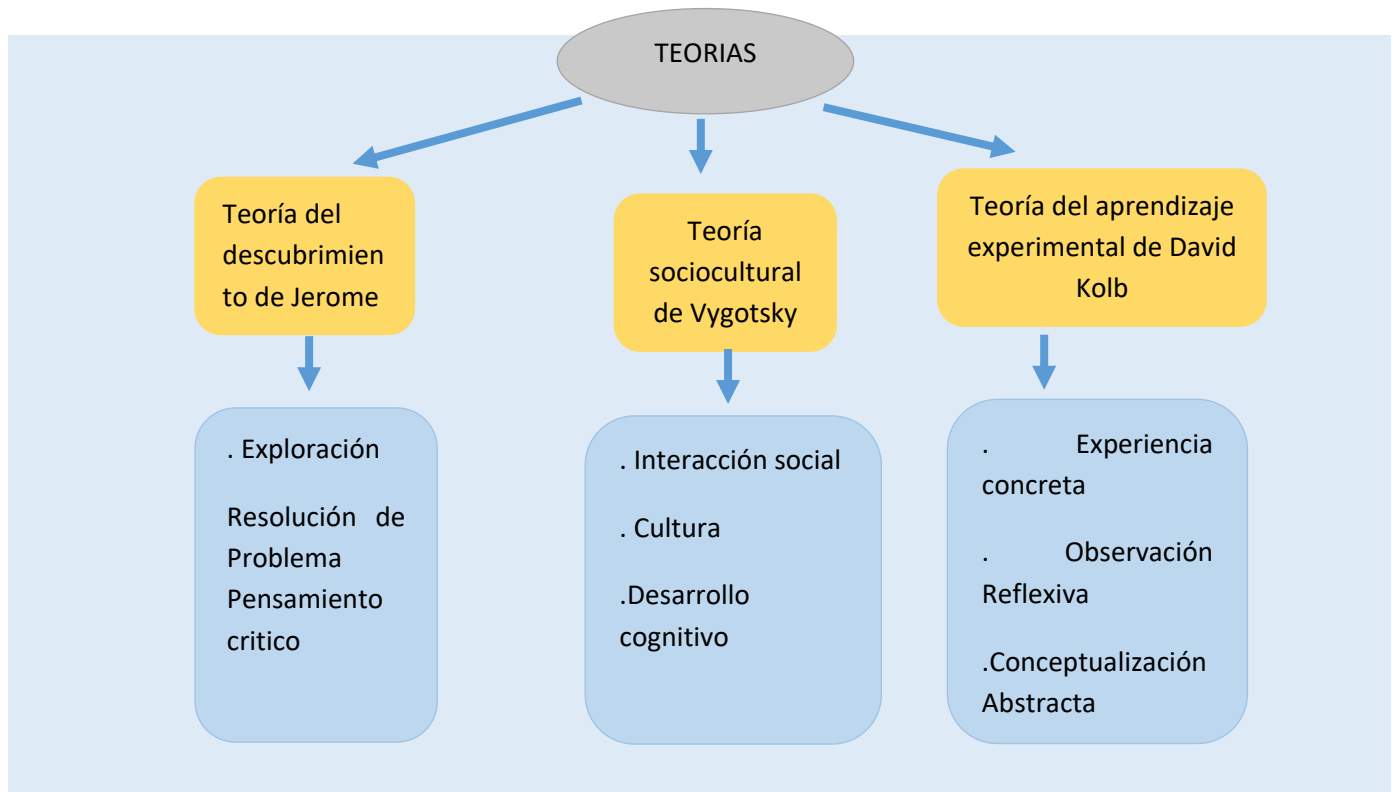 TEORIAS
Teoría del
descubrimien
to de Jerome
Teoría
sociocultural
de Vygotsky
Teoría del aprendizaje
experimental de David
Kolb
. Exploración
Resolución de
Problema
Pensamiento
critico
. Interacción social
. Cultura
.Desarrollo
cognitivo
. Experiencia
concreta
. Observación
Reflexiva
.Conceptualización
Abstracta